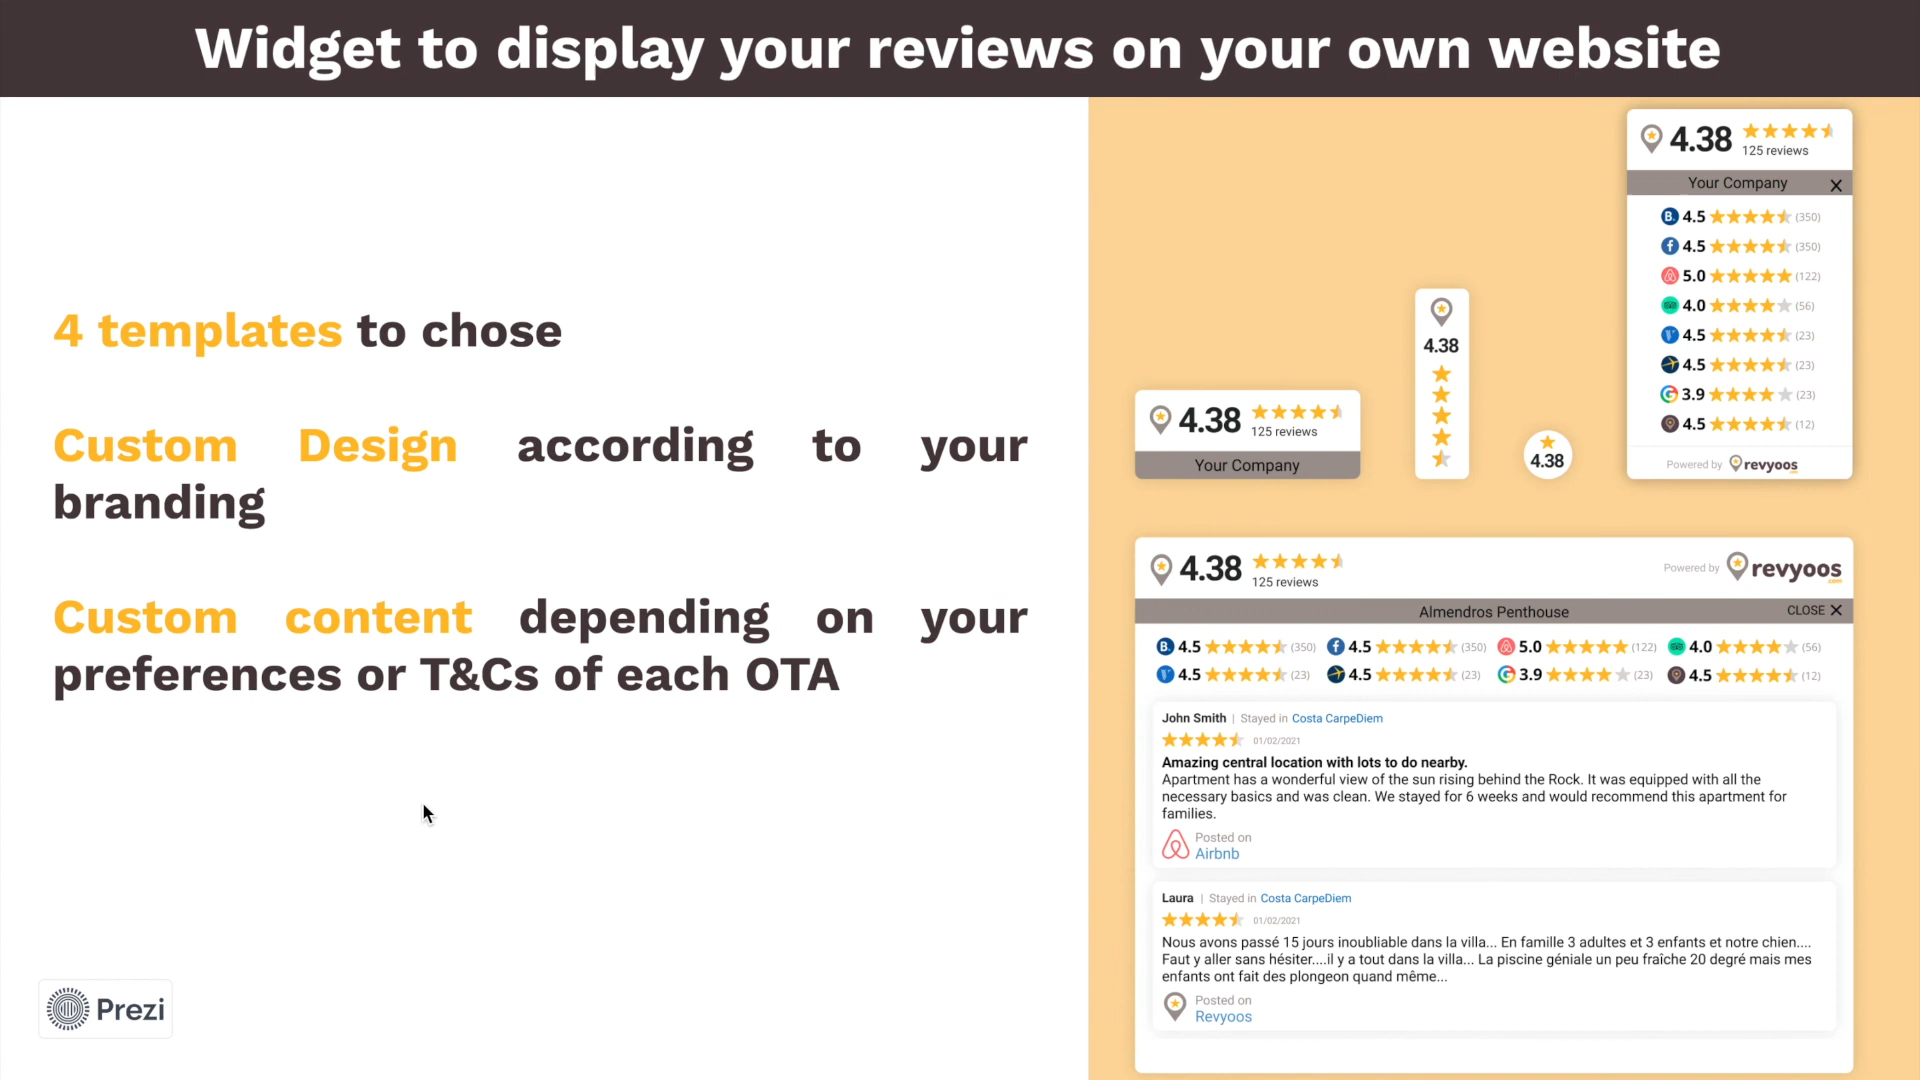 Widget to display your reviews on your own website
4 templates to chose
Custom Design according to your
branding
Custom content depending on your
preferences or T&Cs of each OTA
Prezi
4.38
125 reviews
Your Company
4.38
4.38
4.38
125 reviews
Your Company X
B. 4.5 (350)
f 4.5 (350)
5.0 (122)
4.0 (56)
4.5 (23)
4.5 (23)
G 3.9 (23)
4.5 (12)
Powered by revyoos
4.38
125 reviews
Powered by revyoos
.com
Almendros Penthouse CLOSE X
B. 4.5 (350) f 4.5 (350) 5.0 (122) 4.0 (56)
4.5 (23) 4.5 (23) G 3.9 (23) 4.5 (12)
John Smith | Stayed in Costa CarpeDiem
01/02/2021
Amazing central location with lots to do nearby.
Apartment has a wonderful view of the sun rising behind the Rock. It was equipped with all the
necessary basics and was clean. We stayed for 6 weeks and would recommend this apartment for
families.
Posted on
Airbnb
Laura | Stayed in Costa CarpeDiem
01/02/2021
Nous avons passé 15 jours inoubliable dans la villa... En famille 3 adultes et 3 enfants et notre chien....
Faut y aller sans hésiter....il y a tout dans la villa... La piscine géniale un peu fraîche 20 degré mais mes
enfants ont fait des plongeon quand même...
Posted on
Revyoos